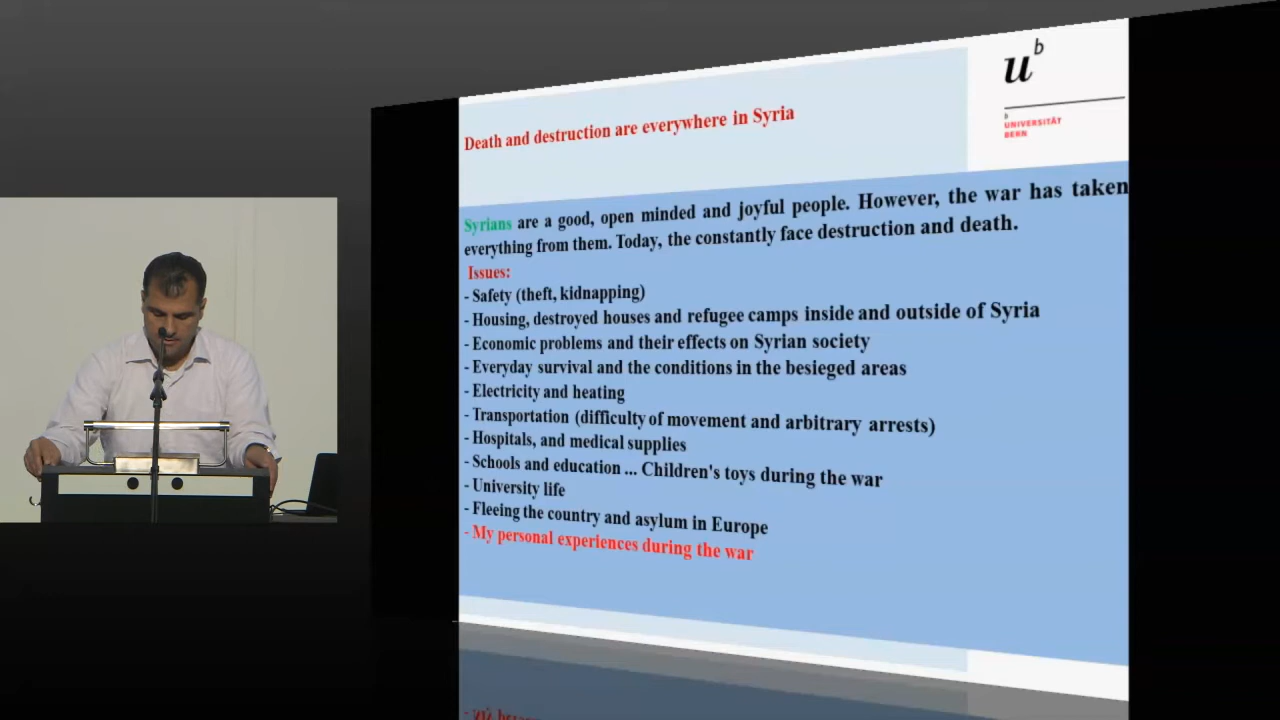 Death and destruction are everywhere in Syria
u b
b
UNIVERSITÄT
BERN
Syrians are a good, open minded and joyful people. However, the war has taken
everything from them. Today, the constantly face destruction and death.
Issues:
- Safety (theft, kidnapping)
- Housing, destroyed houses and refugee camps inside and outside of Syria
- Economic problems and their effects on Syrian society
- Everyday survival and the conditions in the besieged areas
- Electricity and heating
- Transportation (difficulty of movement and arbitrary arrests)
- Hospitals, and medical supplies
- Schools and education ... Children's toys during the war
- University life
- Fleeing the country and asylum in Europe
- My personal experiences during the war